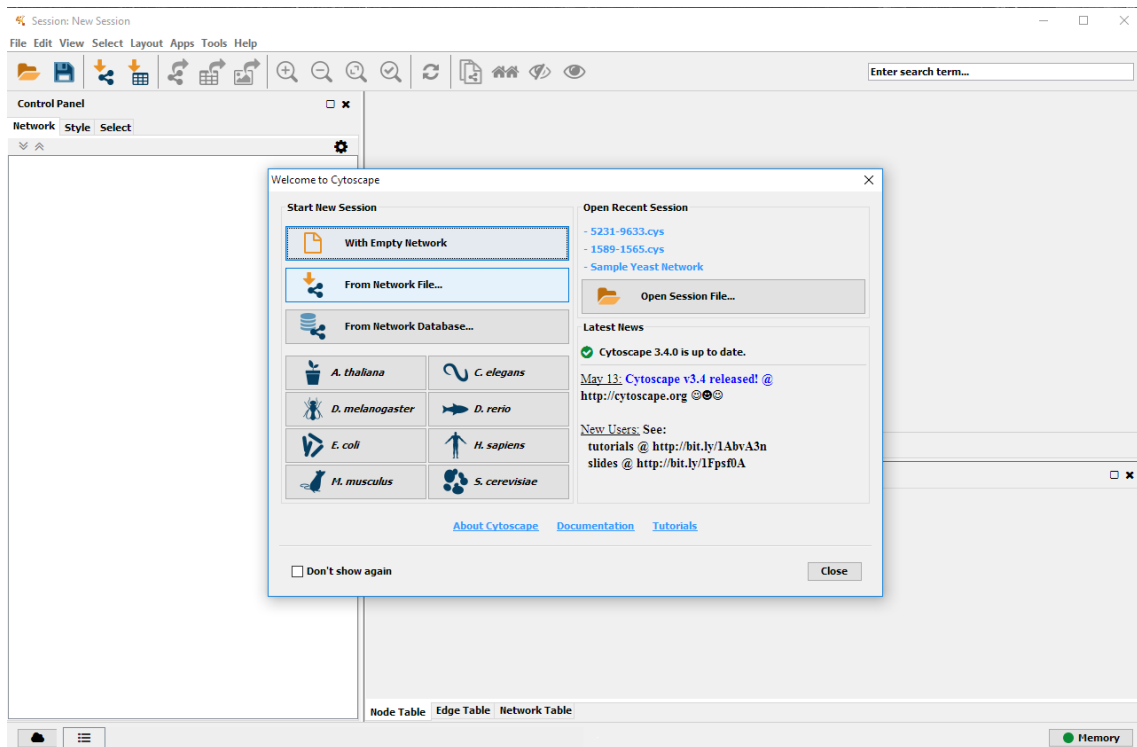 Session: New Session
File Edit View Select Layout Apps Tools Help
Enter search term...
Control Panel
Network Style Select
Welcome to Cytoscape
Start New Session
With Empty Network
From Network File...
From Network Database...
A. thaliana
C. elegans
D. melanogaster
D. rerio
E. coli
H. sapiens
M. musculus
S. cerevisiae
Open Recent Session
- 5231-9633.cys
- 1589-1565.cys
- Sample Yeast Network
Open Session File...
Latest News
Cytoscape 3.4.0 is up to date.
May 13: Cytoscape v3.4 released! @
http://cytoscape.org ☺☻☺
New Users: See:
tutorials @ http://bit.ly/1AbvA3n
slides @ http://bit.ly/1Fpsf0A
About Cytoscape Documentation Tutorials
Don't show again
Close
Node Table Edge Table Network Table
Memory